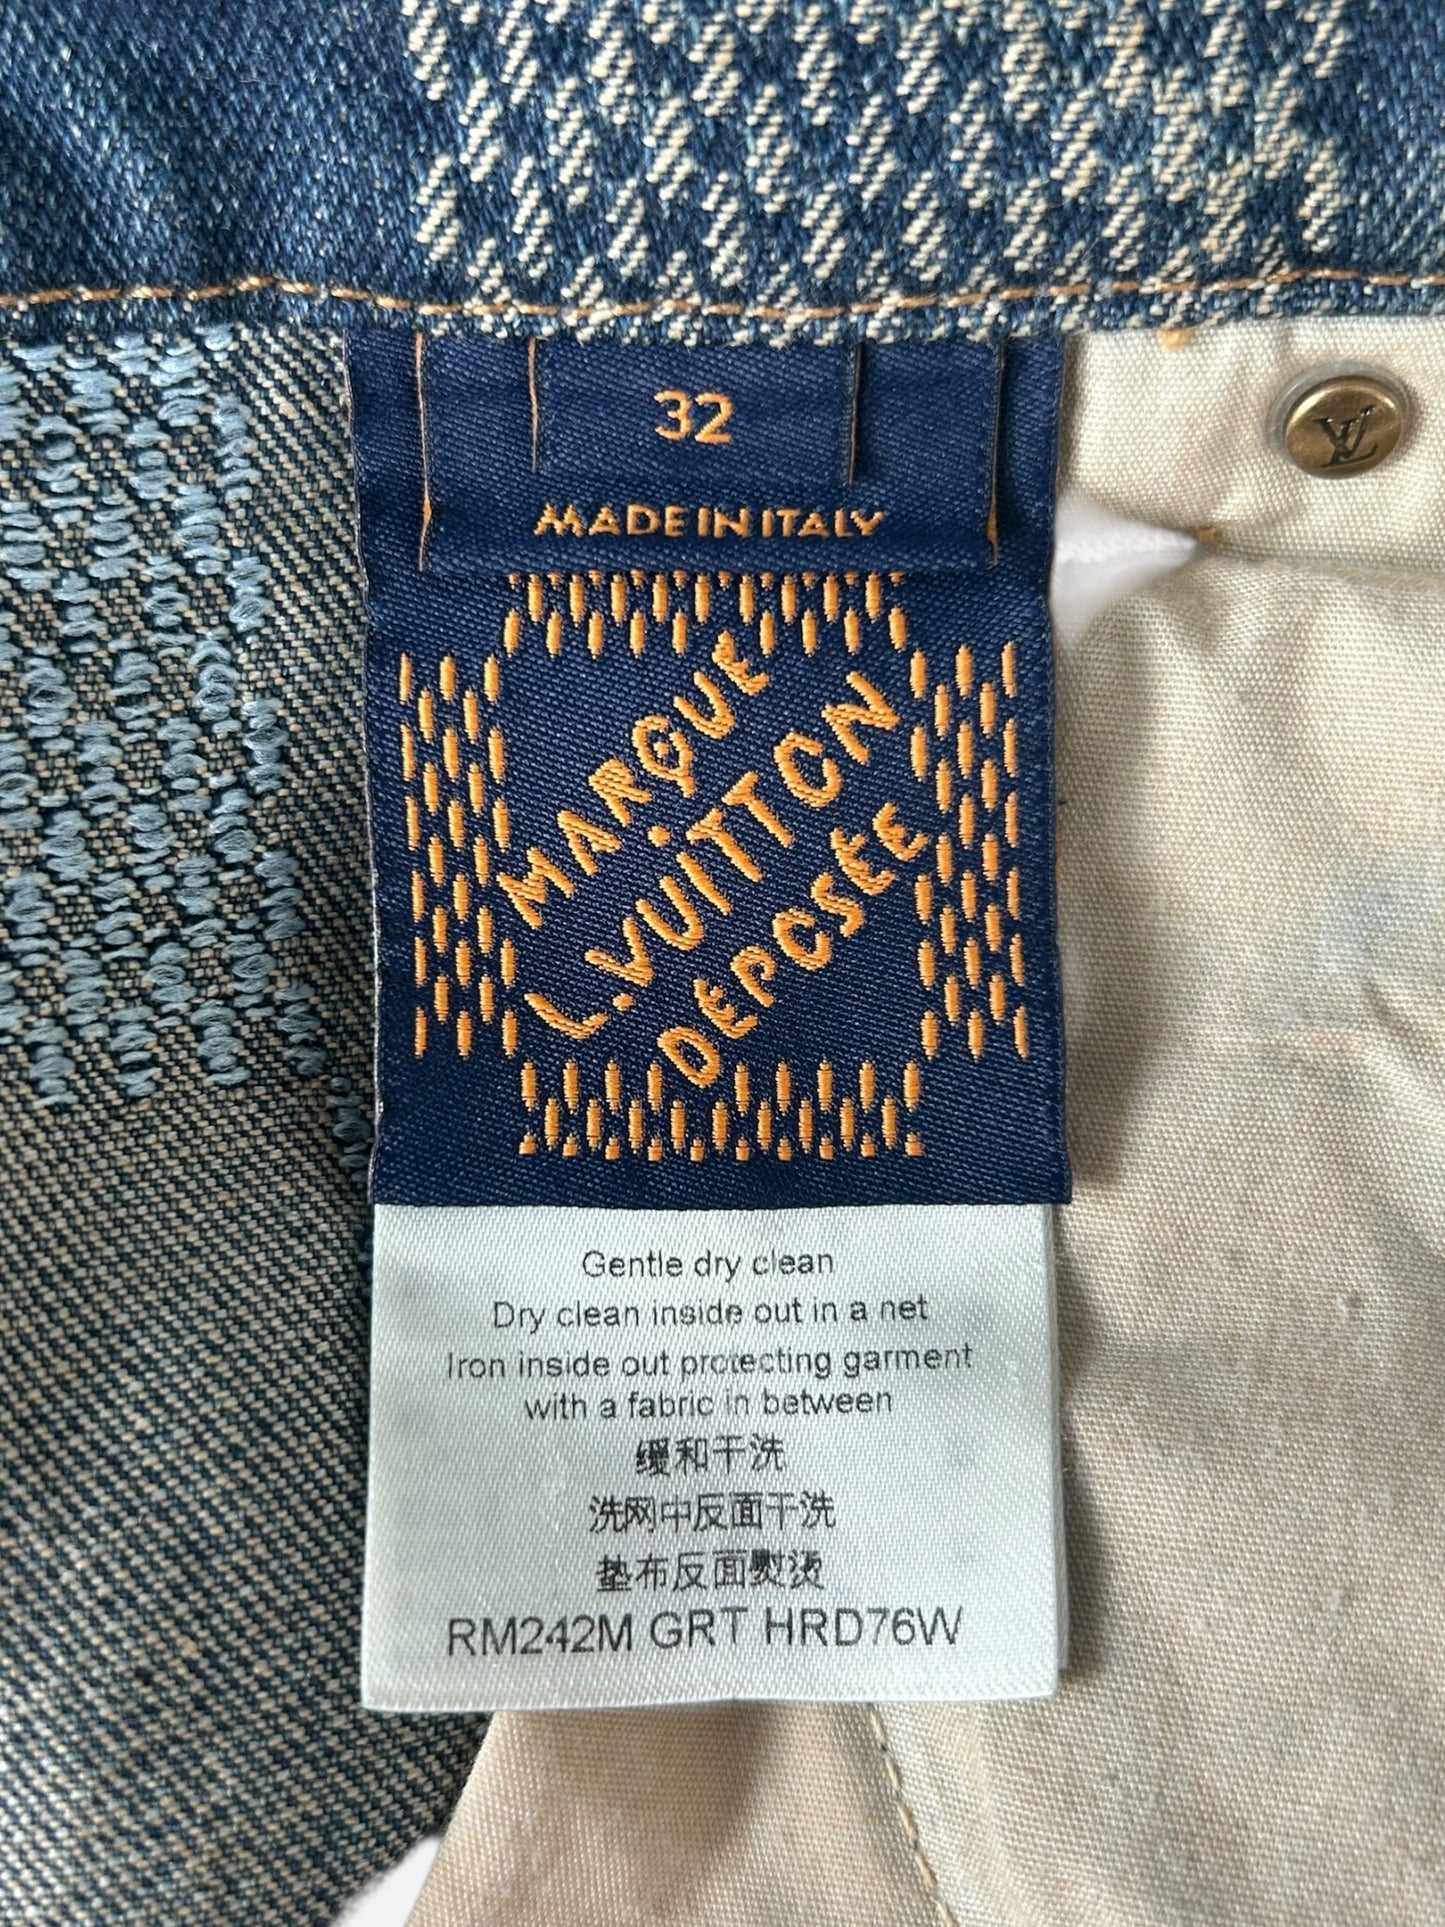 32
MADE IN ITALY
MARQUE
L.VUITTON
DÉPOSÉE
LV
Gentle dry clean
Dry clean inside out in a net
Iron inside out protecting garment
with a fabric in between
缓和干洗
洗网中反面干洗
垫布反面熨烫
RM242M GRT HRD76W